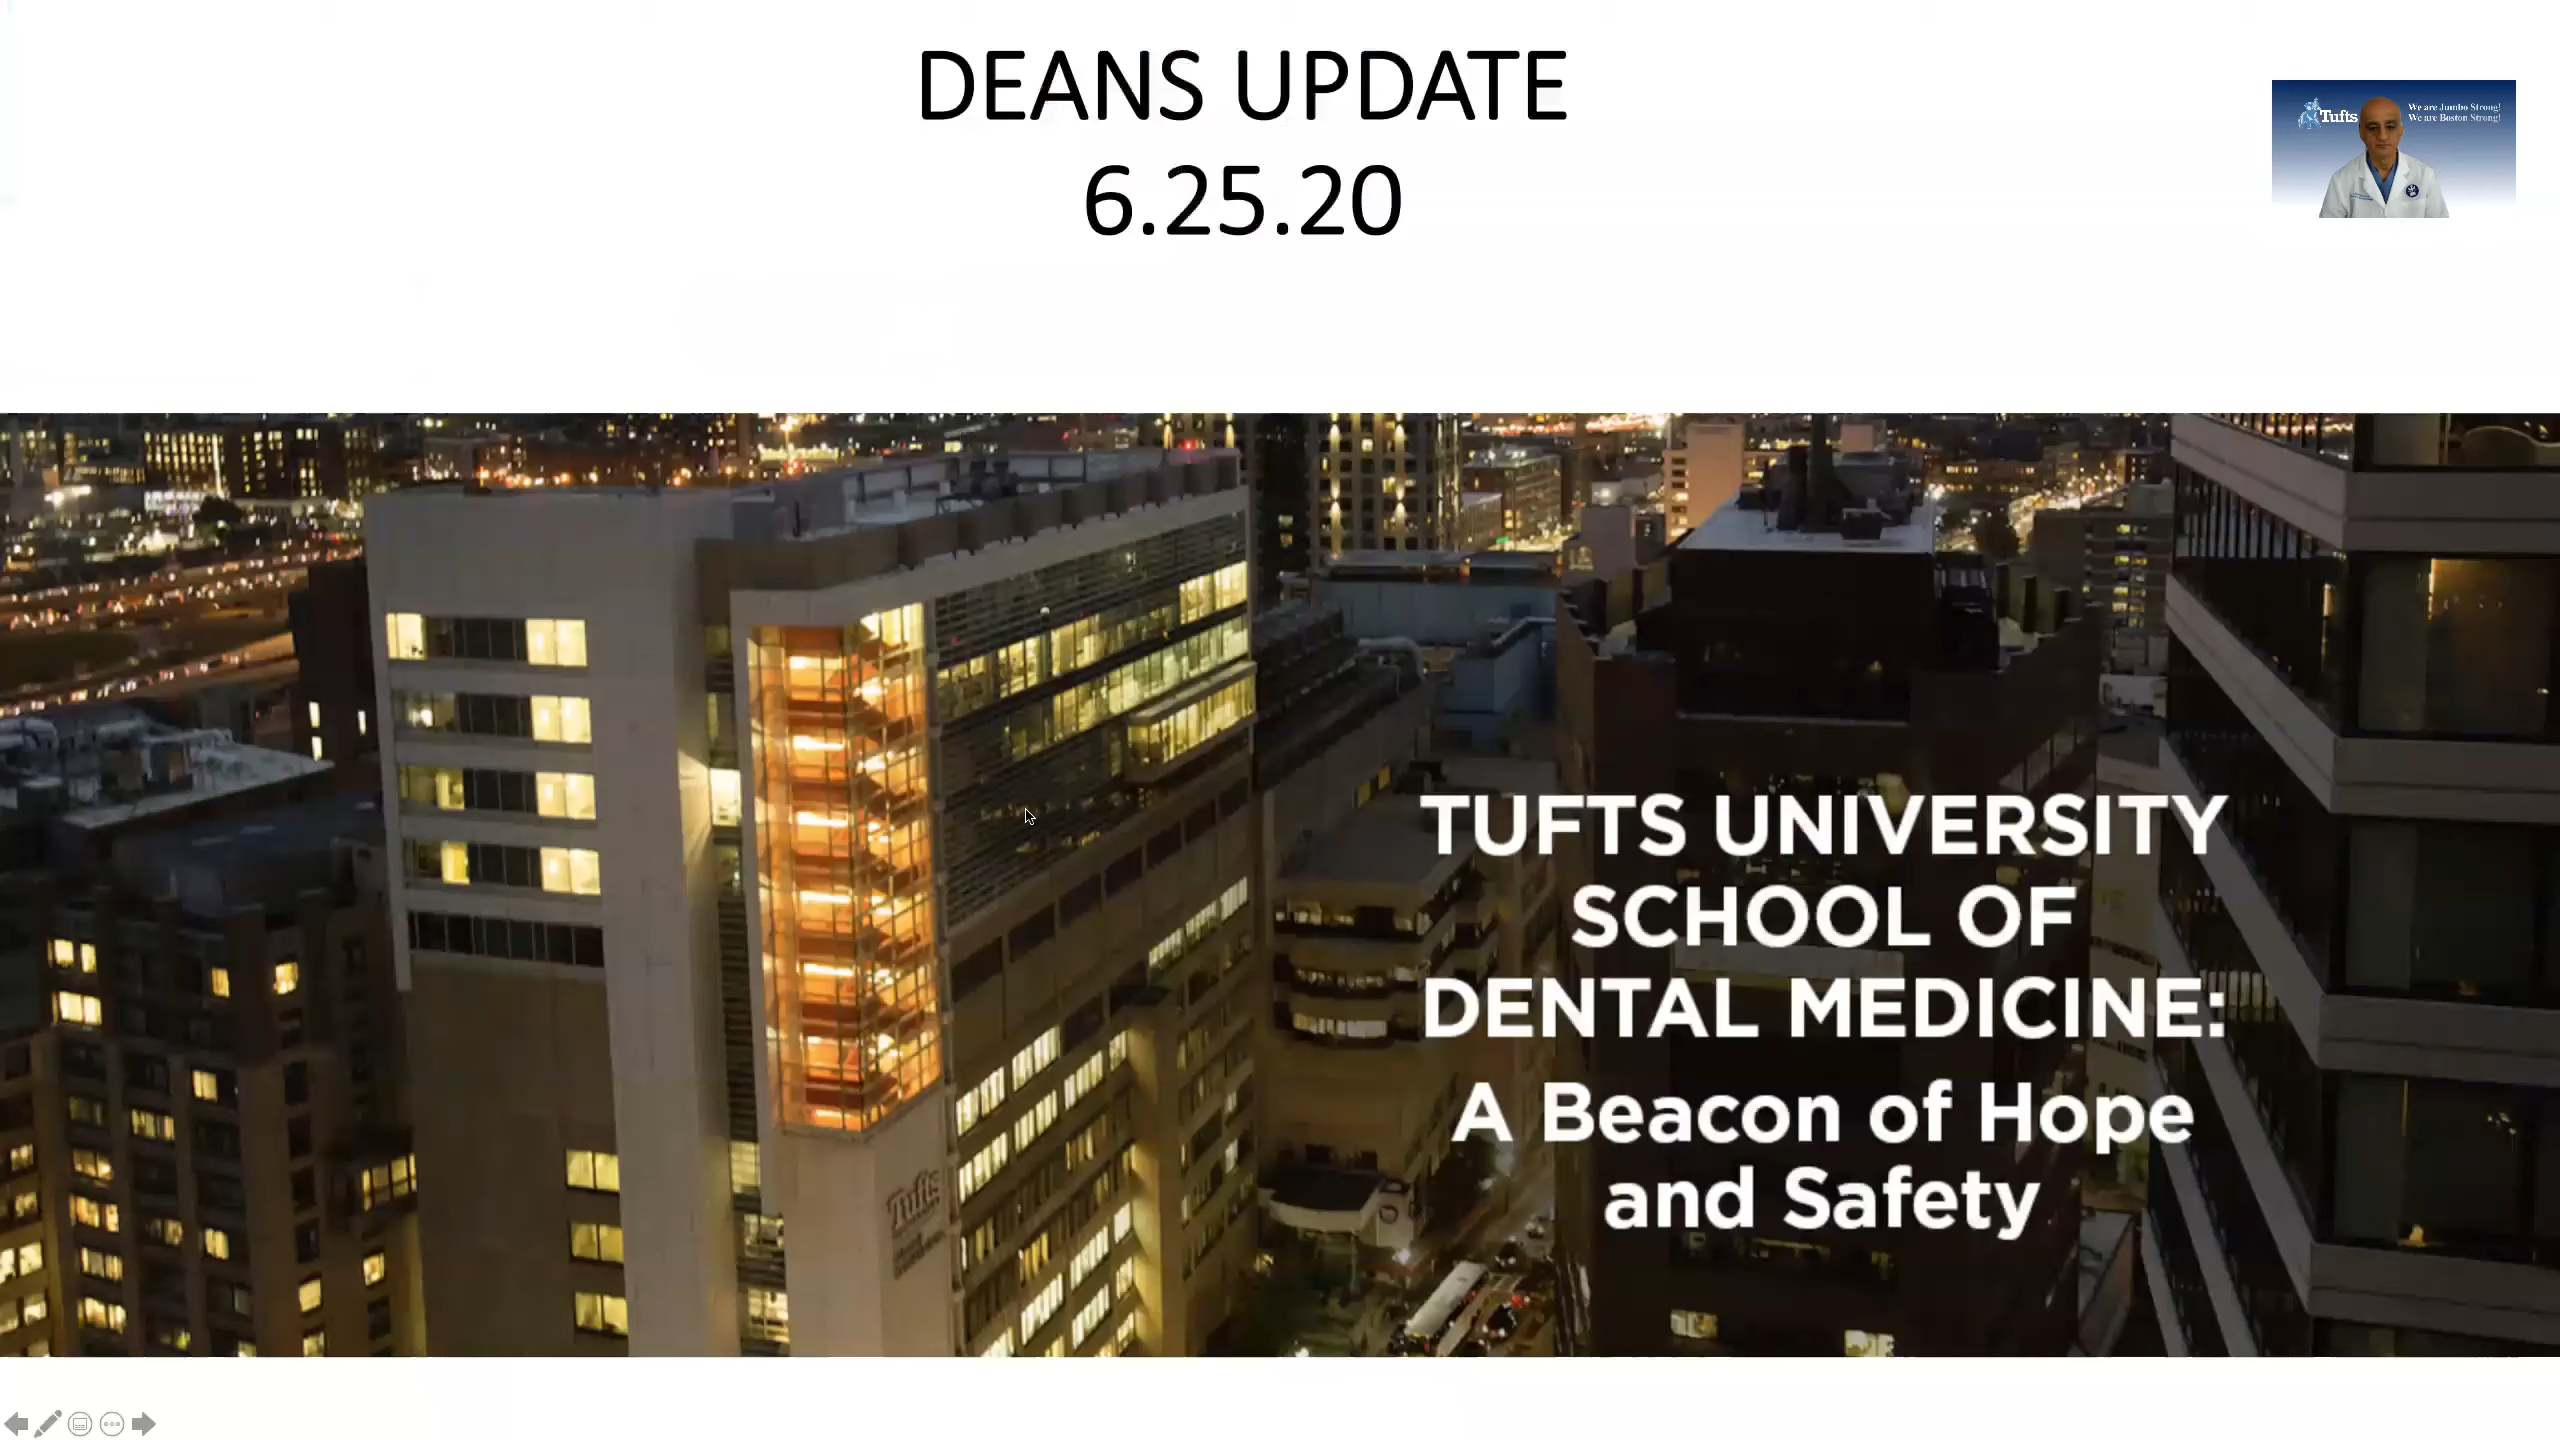 DEANS UPDATE
6.25.20
Tufts
We are Jumbo Strong!
We are Boston Strong!
TUFTS UNIVERSITY
SCHOOL OF
DENTAL MEDICINE:
A Beacon of Hope
and Safety
Tufts